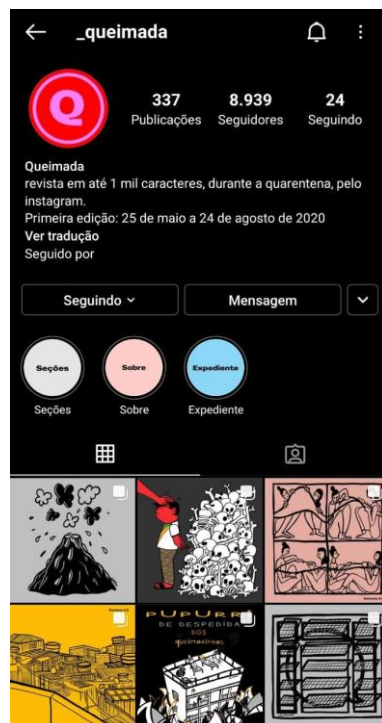 _queimada
Q
337 8.939 24
Publicações Seguidores Seguindo
Queimada
revista em até 1 mil caracteres, durante a quarentena, pelo
instagram.
Primeira edição: 25 de maio a 24 de agosto de 2020
Ver tradução
Seguido por
Seguindo
Mensagem
Seções Sobre Expediente
Seções Sobre Expediente
PUPURRI
DE DESPEDIDA
DOS
queimavivxs